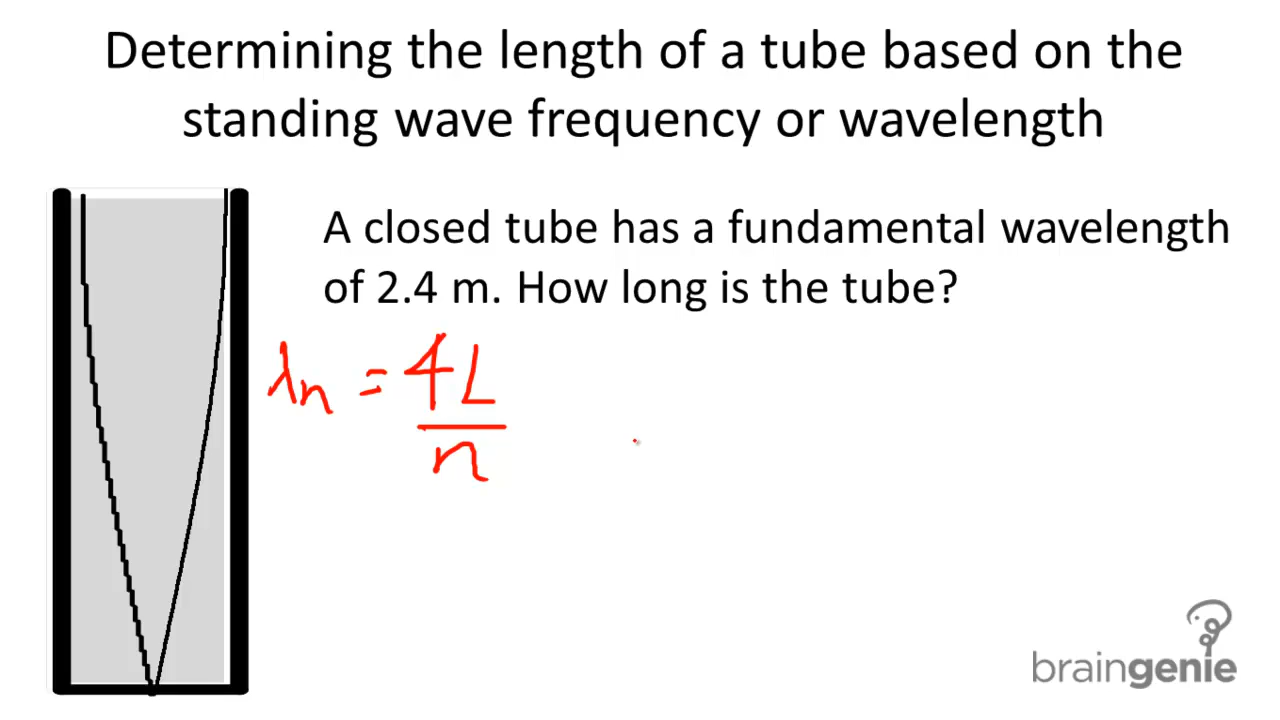 Determining the length of a tube based on the
standing wave frequency or wavelength
A closed tube has a fundamental wavelength
of 2.4 m. How long is the tube?
λn = 4L
n
braingenie